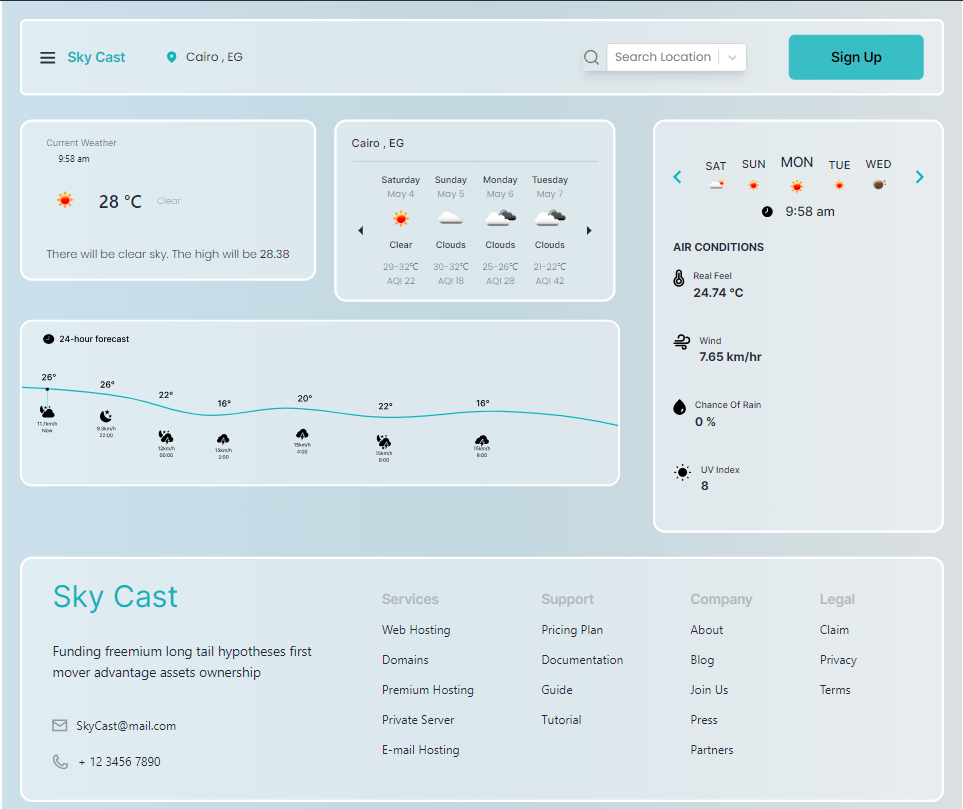 Sky Cast
Cairo , EG
Search Location
Sign Up
Current Weather
9:58 am
28 °C
Clear
There will be clear sky. The high will be 28.38
Cairo , EG
Saturday Sunday Monday Tuesday
May 4 May 5 May 6 May 7
Clear Clouds Clouds Clouds
29-32℃ 30-32℃ 25-26℃ 21-22℃
AQI 22 AQI 18 AQI 28 AQI 42
SAT SUN MON TUE WED
9:58 am
AIR CONDITIONS
Real Feel
24.74 °C
Wind
7.65 km/hr
Chance Of Rain
0 %
UV Index
8
24-hour forecast
26° 26° 22° 16° 20° 22° 16°
11.7km/h 9.3km/h 12km/h 15km/h 15km/h 15km/h 15km/h
Now 22:00 00:00 2:00 4:00 6:00 8:00
Sky Cast
Funding freemium long tail hypotheses first
mover advantage assets ownership
SkyCast@mail.com
+ 12 3456 7890
Services
Web Hosting
Domains
Premium Hosting
Private Server
E-mail Hosting
Support
Pricing Plan
Documentation
Guide
Tutorial
Company
About
Blog
Join Us
Press
Partners
Legal
Claim
Privacy
Terms